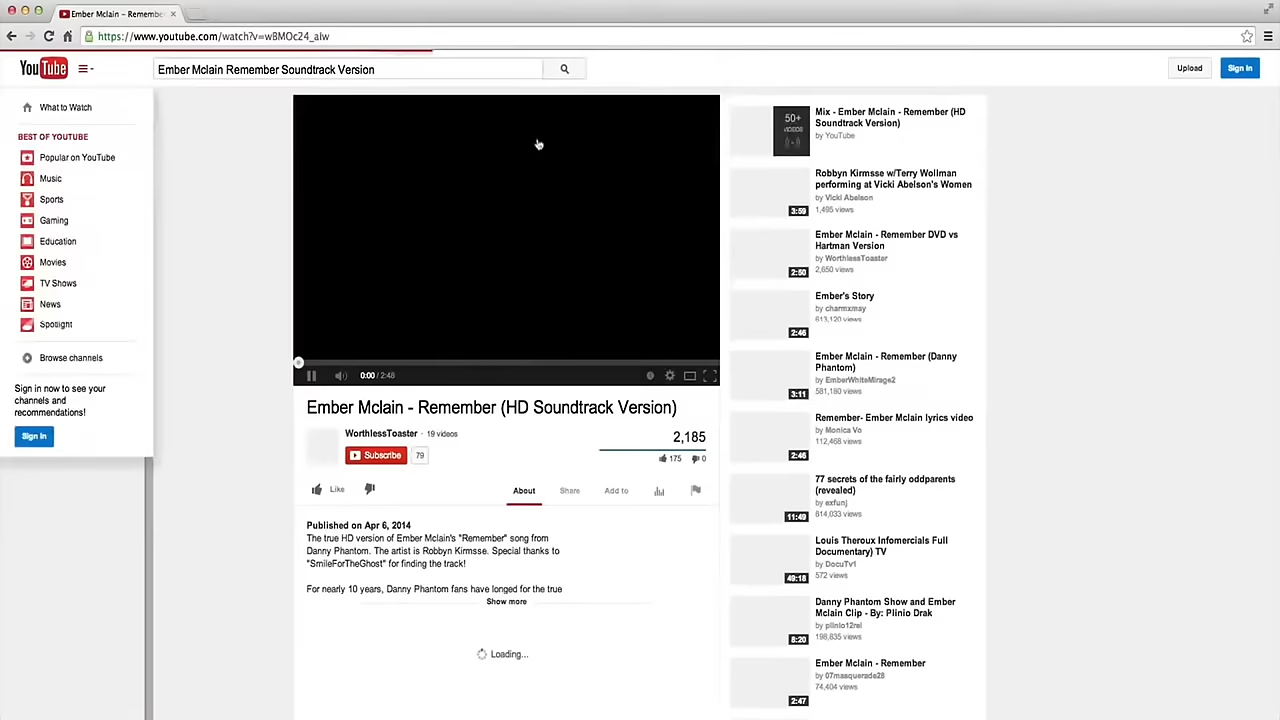 Ember Mclain - Remembe
https://www.youtube.com/watch?v=w8MOc24_alw
YouTube
Ember Mclain Remember Soundtrack Version
Upload
Sign In
What to Watch
BEST OF YOUTUBE
Popular on YouTube
Music
Sports
Gaming
Education
Movies
TV Shows
News
Spotlight
Browse channels
Sign in now to see your
channels and
recommendations!
Sign In
0:00 / 2:48
Ember Mclain - Remember (HD Soundtrack Version)
WorthlessToaster · 19 videos
Subscribe
79
2,185
175
0
Like
About
Share
Add to
Published on Apr 6, 2014
The true HD version of Ember Mclain's "Remember" song from
Danny Phantom. The artist is Robbyn Kirmsse. Special thanks to
"SmileForTheGhost" for finding the track!
For nearly 10 years, Danny Phantom fans have longed for the true
Show more
Loading...
50+
VIDEOS
Mix - Ember Mclain - Remember (HD
Soundtrack Version)
by YouTube
Robbyn Kirmsse w/Terry Wollman
performing at Vicki Abelson's Women
by Vicki Abelson
1,495 views
3:59
Ember Mclain - Remember DVD vs
Hartman Version
by WorthlessToaster
2,650 views
2:50
Ember's Story
by charmxmay
613,120 views
2:46
Ember Mclain - Remember (Danny
Phantom)
by EmberWhiteMirage2
581,180 views
3:11
Remember- Ember Mclain lyrics video
by Monica Vo
112,468 views
2:46
77 secrets of the fairly oddparents
(revealed)
by exfunj
814,033 views
11:49
Louis Theroux Infomercials Full
Documentary) TV
by DocuTv1
572 views
49:18
Danny Phantom Show and Ember
Mclain Clip - By: Plinio Drak
by plinio12rei
198,835 views
8:20
Ember Mclain - Remember
by 07masquerade28
74,404 views
2:47